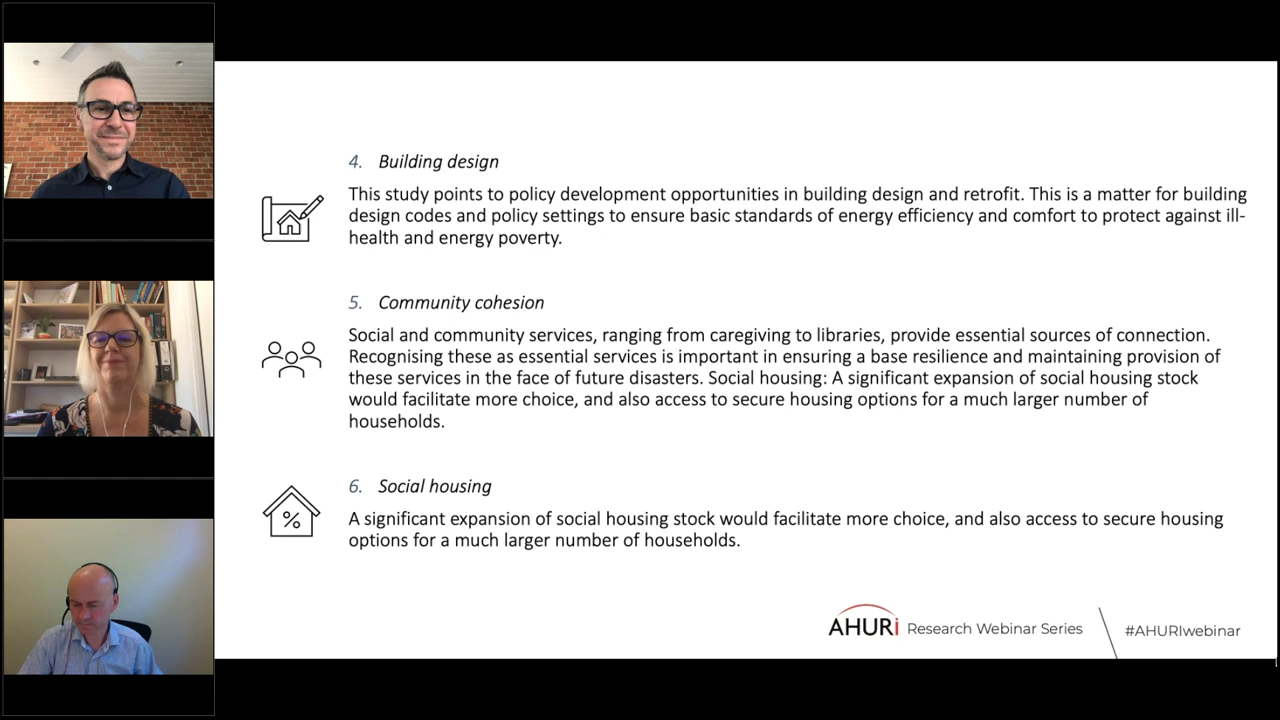 4. Building design
This study points to policy development opportunities in building design and retrofit. This is a matter for building
design codes and policy settings to ensure basic standards of energy efficiency and comfort to protect against ill-
health and energy poverty.
5. Community cohesion
Social and community services, ranging from caregiving to libraries, provide essential sources of connection.
Recognising these as essential services is important in ensuring a base resilience and maintaining provision of
these services in the face of future disasters. Social housing: A significant expansion of social housing stock
would facilitate more choice, and also access to secure housing options for a much larger number of
households.
6. Social housing
%
A significant expansion of social housing stock would facilitate more choice, and also access to secure housing
options for a much larger number of households.
AHURI Research Webinar Series
#AHURIwebinar